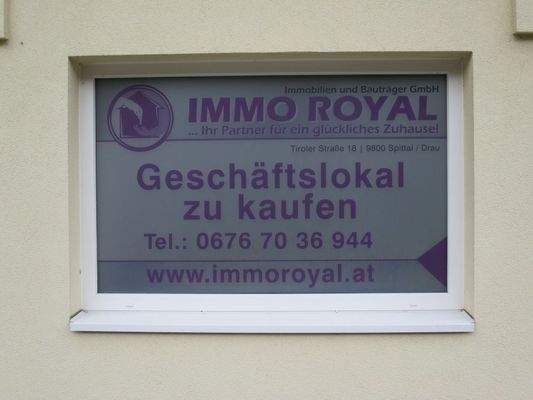 Immobilien und Bauträger GmbH
IMMO ROYAL
... Ihr Partner für ein glückliches Zuhause!
Tiroler Straße 18 | 9800 Spittal / Drau
Geschäftslokal
zu kaufen
Tel.: 0676 70 36 944
www.immoroyal.at